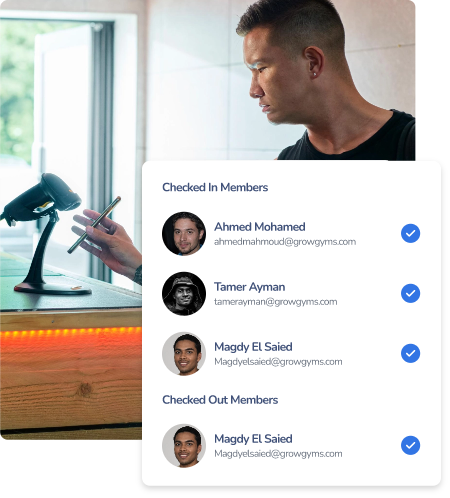 Checked In Members
Ahmed Mohamed
ahmedmahmoud@growgyms.com
Tamer Ayman
tamerayman@growgyms.com
Magdy El Saied
Magdyelsaied@growgyms.com
Checked Out Members
Magdy El Saied
Magdyelsaied@growgyms.com